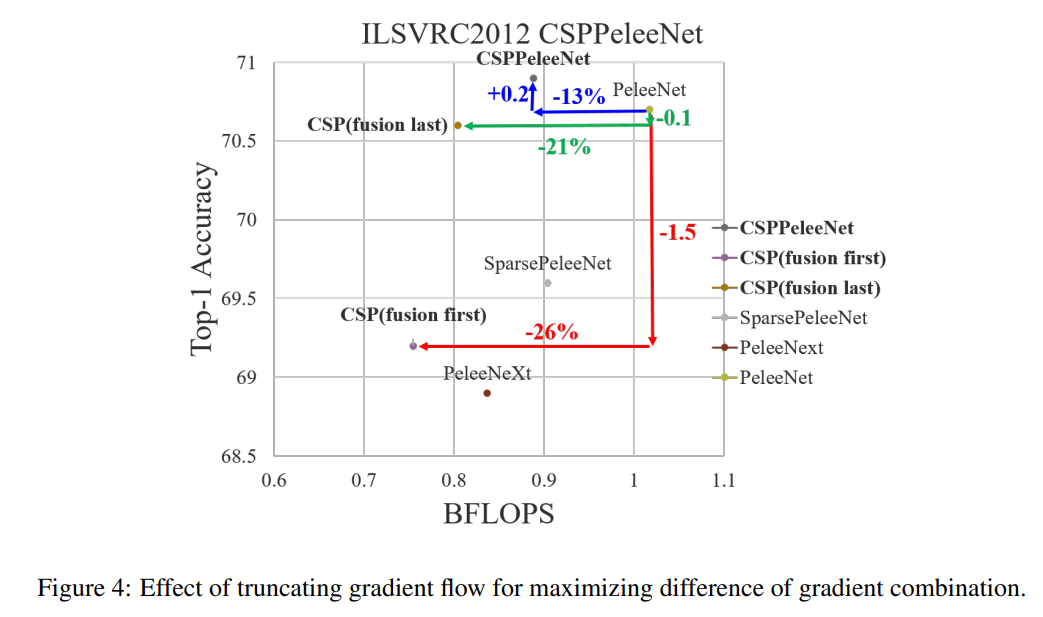 ILSVRC2012 CSPPeleeNet
CSPPeleeNet
71
+0.2
-13%
PeleeNet
-0.1
CSP(fusion last)
-21%
70.5
70
-1.5
SparsePeleeNet
69.5
CSP(fusion first)
-26%
69
PeleeNeXt
68.5
Top-1 Accuracy
0.6 0.7 0.8 0.9 1 1.1
BFLOPS
CSPPeleeNet
CSP(fusion first)
CSP(fusion last)
SparsePeleeNet
PeleeNext
PeleeNet
Figure 4: Effect of truncating gradient flow for maximizing difference of gradient combination.